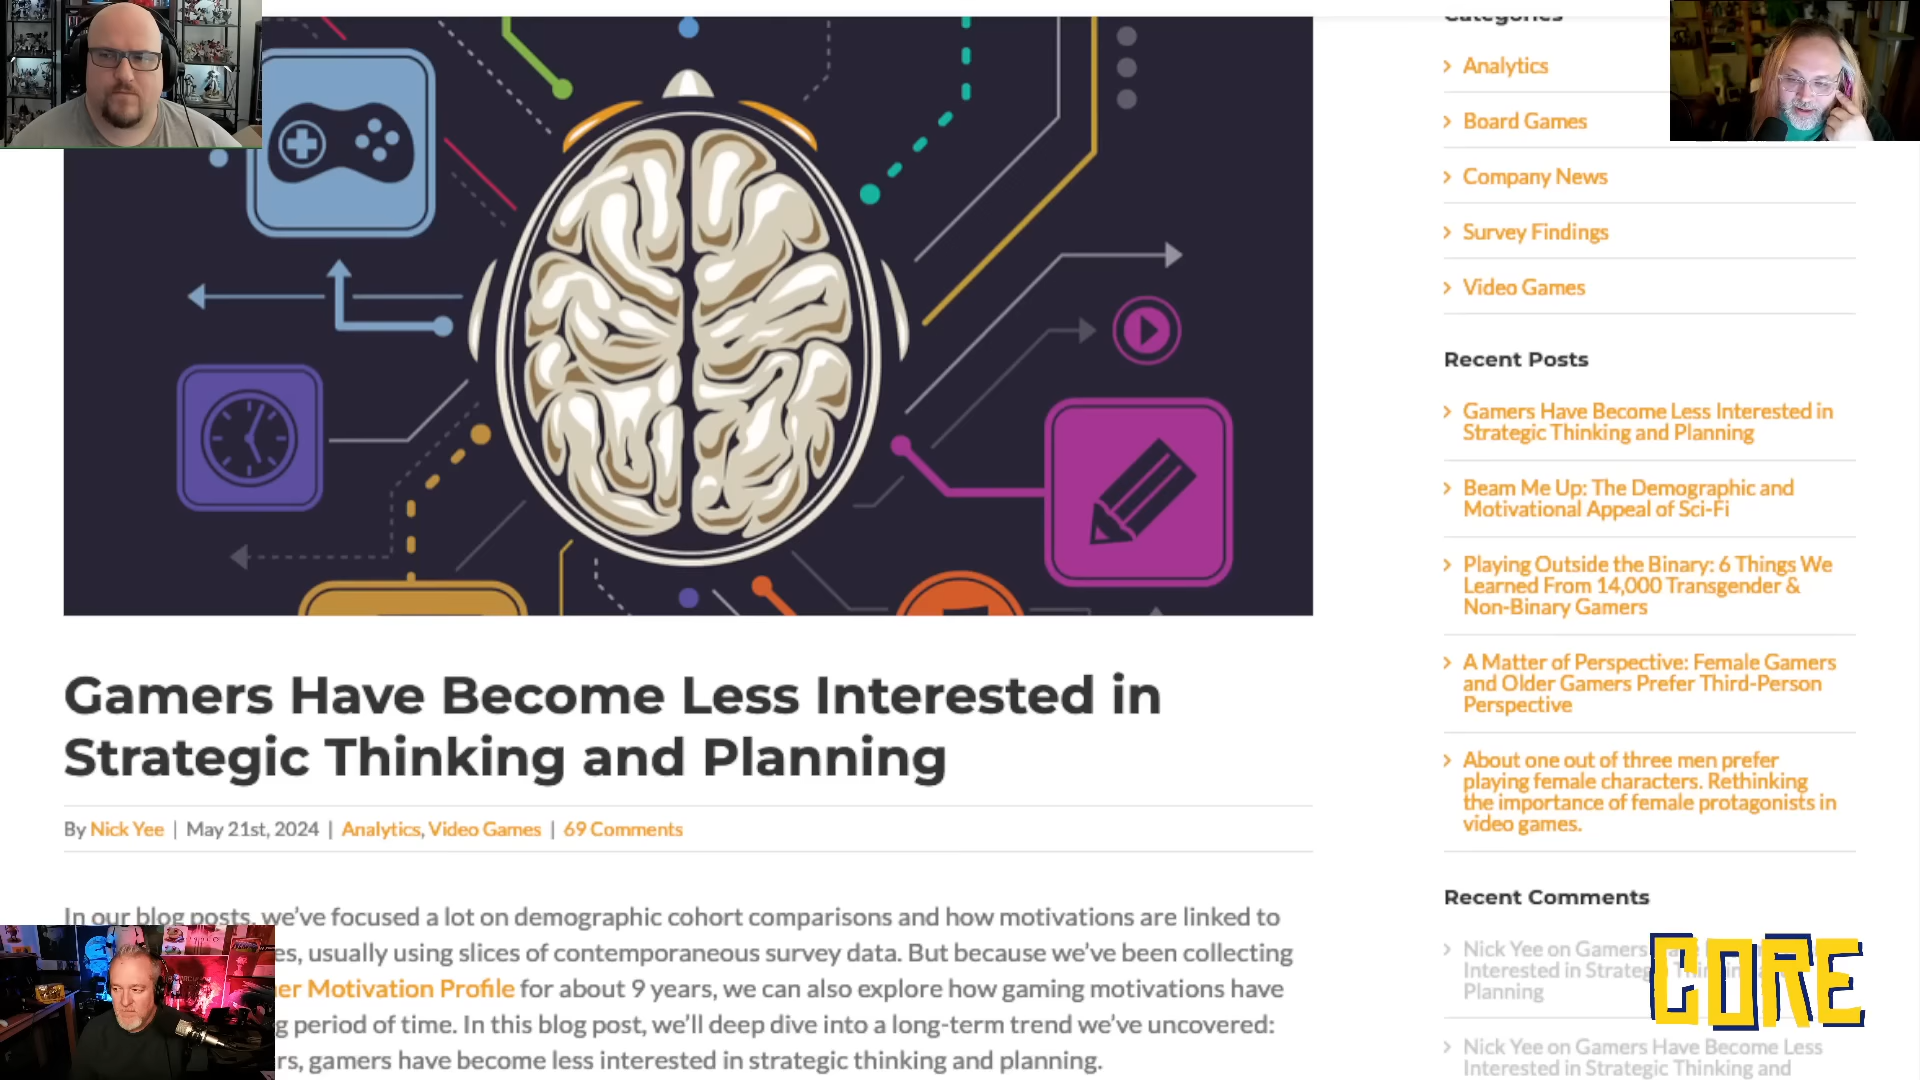 Gamers Have Become Less Interested in
Strategic Thinking and Planning
By Nick Yee | May 21st, 2024 | Analytics, Video Games | 69 Comments
In our blog posts, we’ve focused a lot on demographic cohort comparisons and how motivations are linked to
es, usually using slices of contemporaneous survey data. But because we’ve been collecting
er Motivation Profile for about 9 years, we can also explore how gaming motivations have
g period of time. In this blog post, we’ll deep dive into a long-term trend we’ve uncovered:
rs, gamers have become less interested in strategic thinking and planning.
Categories
Analytics
Board Games
Company News
Survey Findings
Video Games
Recent Posts
Gamers Have Become Less Interested in
Strategic Thinking and Planning
Beam Me Up: The Demographic and
Motivational Appeal of Sci-Fi
Playing Outside the Binary: 6 Things We
Learned From 14,000 Transgender &
Non-Binary Gamers
A Matter of Perspective: Female Gamers
and Older Gamers Prefer Third-Person
Perspective
About one out of three men prefer
playing female characters. Rethinking
the importance of female protagonists in
video games.
Recent Comments
Nick Yee on Gamers
Interested in Strateg
Planning
CORE
Nick Yee on Gamers Have Become Less
Interested in Strategic Thinking and